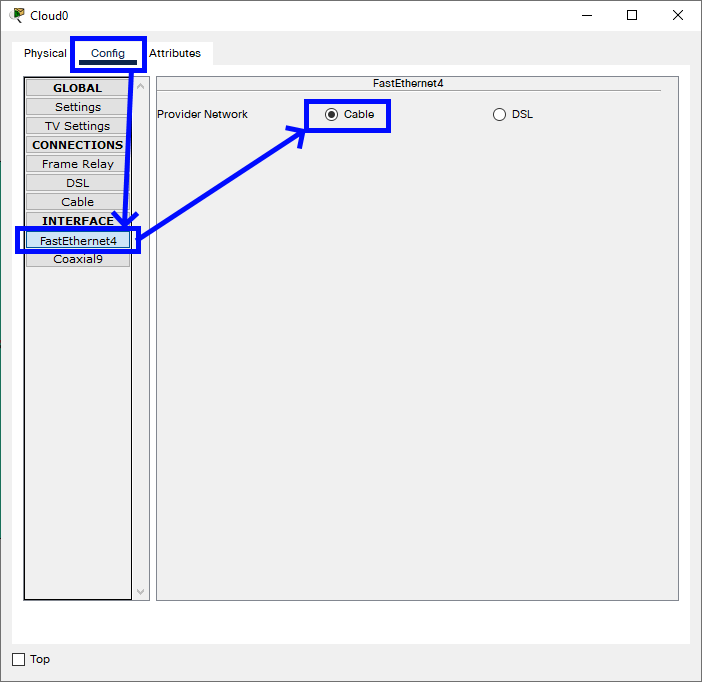 Cloud0
Physical Config Attributes
GLOBAL
Settings
TV Settings
CONNECTIONS
Frame Relay
DSL
Cable
INTERFACE
FastEthernet4
Coaxial9
FastEthernet4
Provider Network Cable DSL
Top